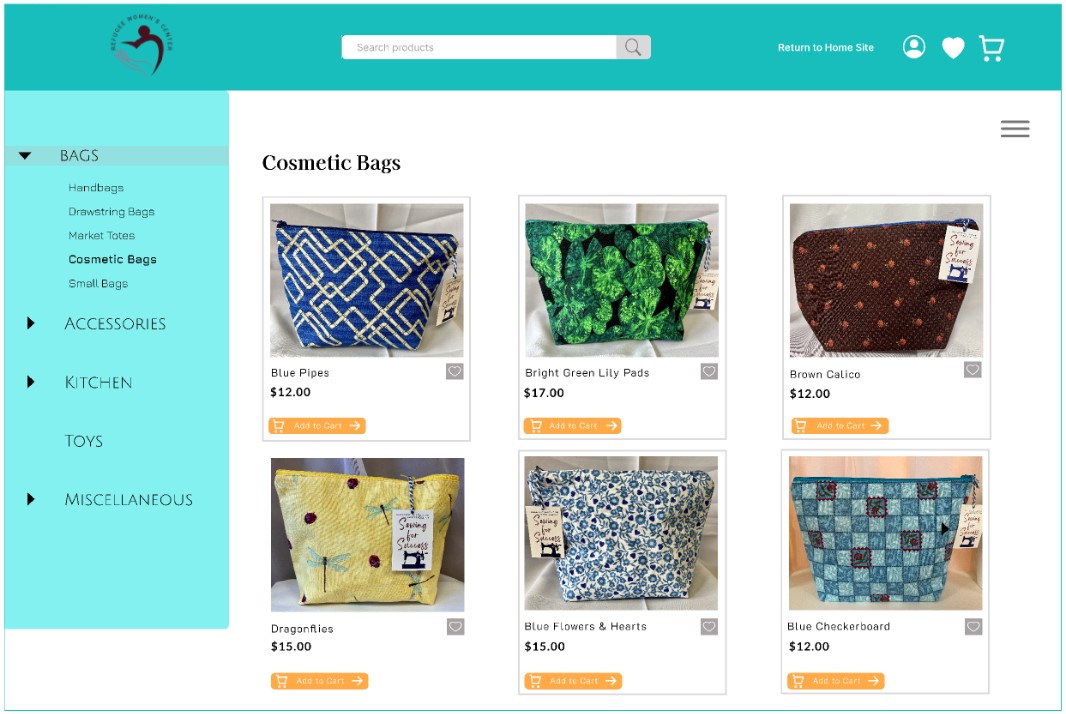 REFUGEE WOMEN'S CENTER
Search products
Return to Home Site
BAGS
Handbags
Drawstring Bags
Market Totes
Cosmetic Bags
Small Bags
ACCESSORIES
KITCHEN
TOYS
MISCELLANEOUS
Cosmetic Bags
Sewing
for
Success
Blue Pipes
$12.00
Add to Cart
Sewing
for
Success
Bright Green Lily Pads
$17.00
Add to Cart
Sewing
for
Success
Brown Calico
$12.00
Add to Cart
Sewing
for
Success
Dragonflies
$15.00
Add to Cart
Sewing
for
Success
Blue Flowers & Hearts
$15.00
Add to Cart
Sewing
for
Success
Blue Checkerboard
$12.00
Add to Cart